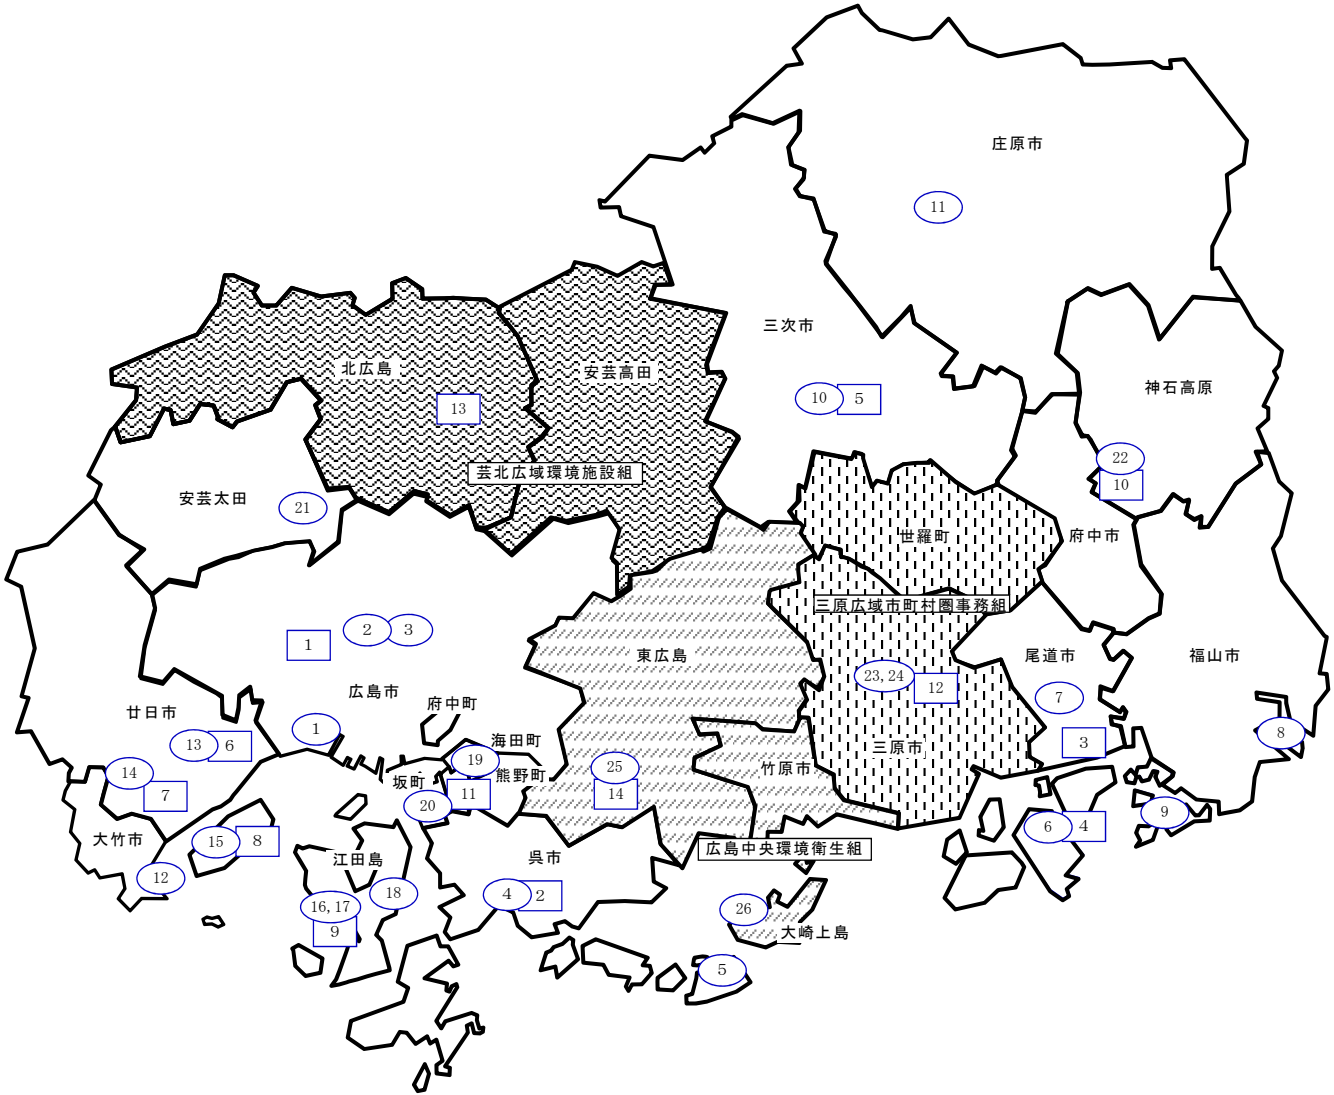 庄原市
11
三次市
北広島
安芸高田
神石高原
10
5
13
22
芸北広域環境施設組
10
安芸太田
21
世羅町
府中市
三原広域市町村圏事務組
2
3
1
東広島
尾道市
福山市
23, 24
12
広島市
7
府中町
廿日市
1
8
海田町
3
13
6
三原市
19
14
熊野町
25
竹原市
坂町
7
11
14
20
9
6
4
大竹市
15
8
広島中央環境衛生組
江田島
呉市
12
18
4
2
16, 17
26
9
大崎上島
5